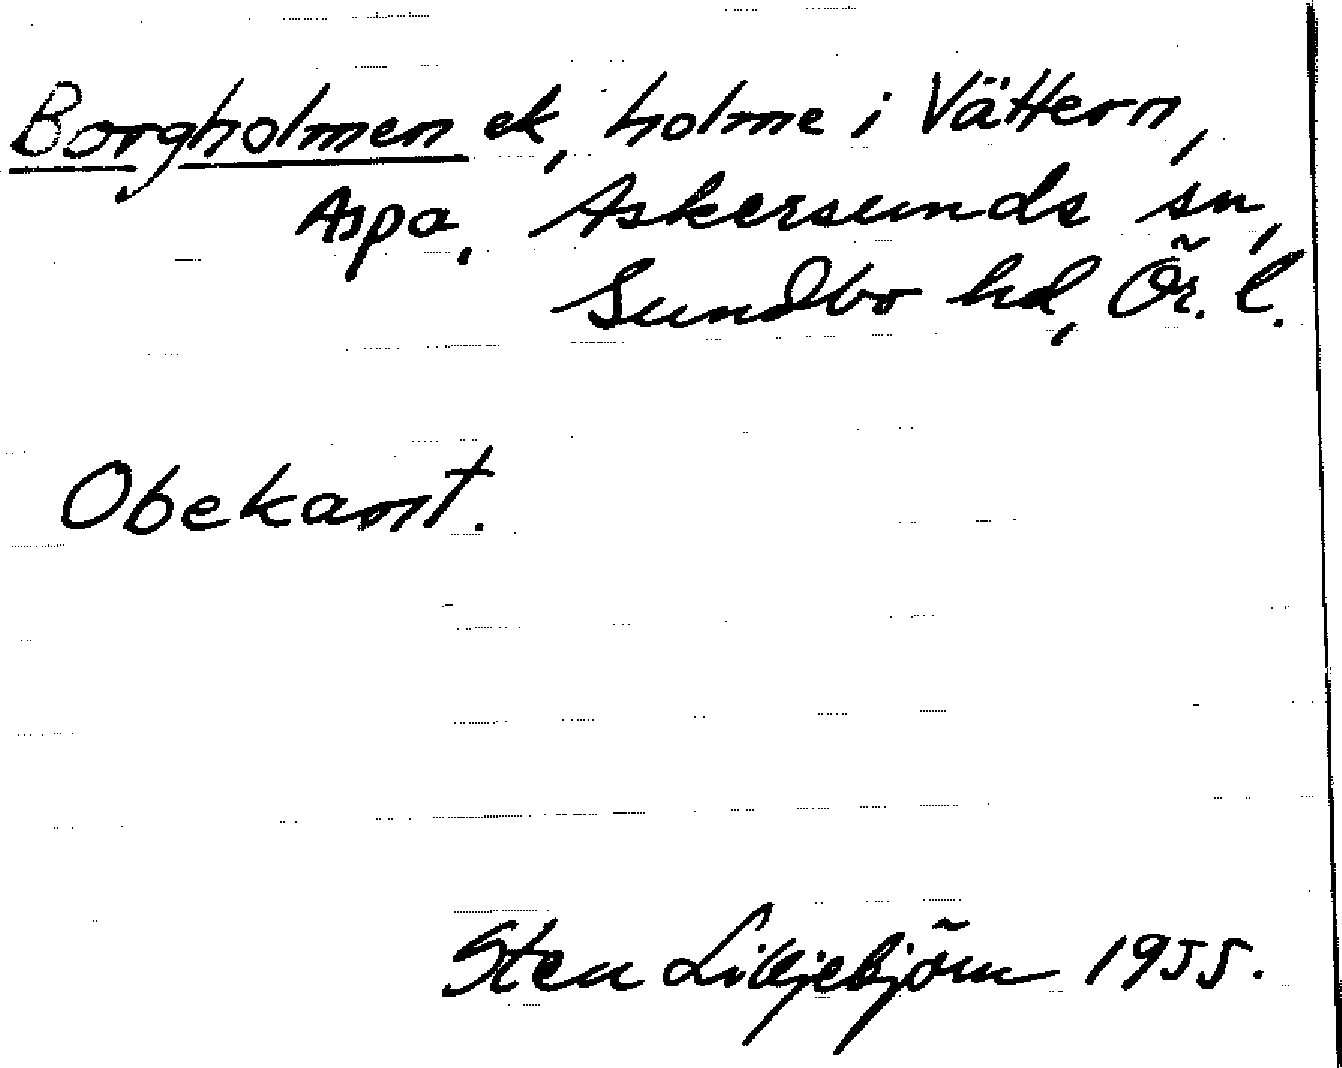 Borgholmen ek, holme i Vättern,
Aspa, Askersunds sn,
Sundbo hd, Ör. l.
Obekant.
Sten Lilljebjörn 1955.